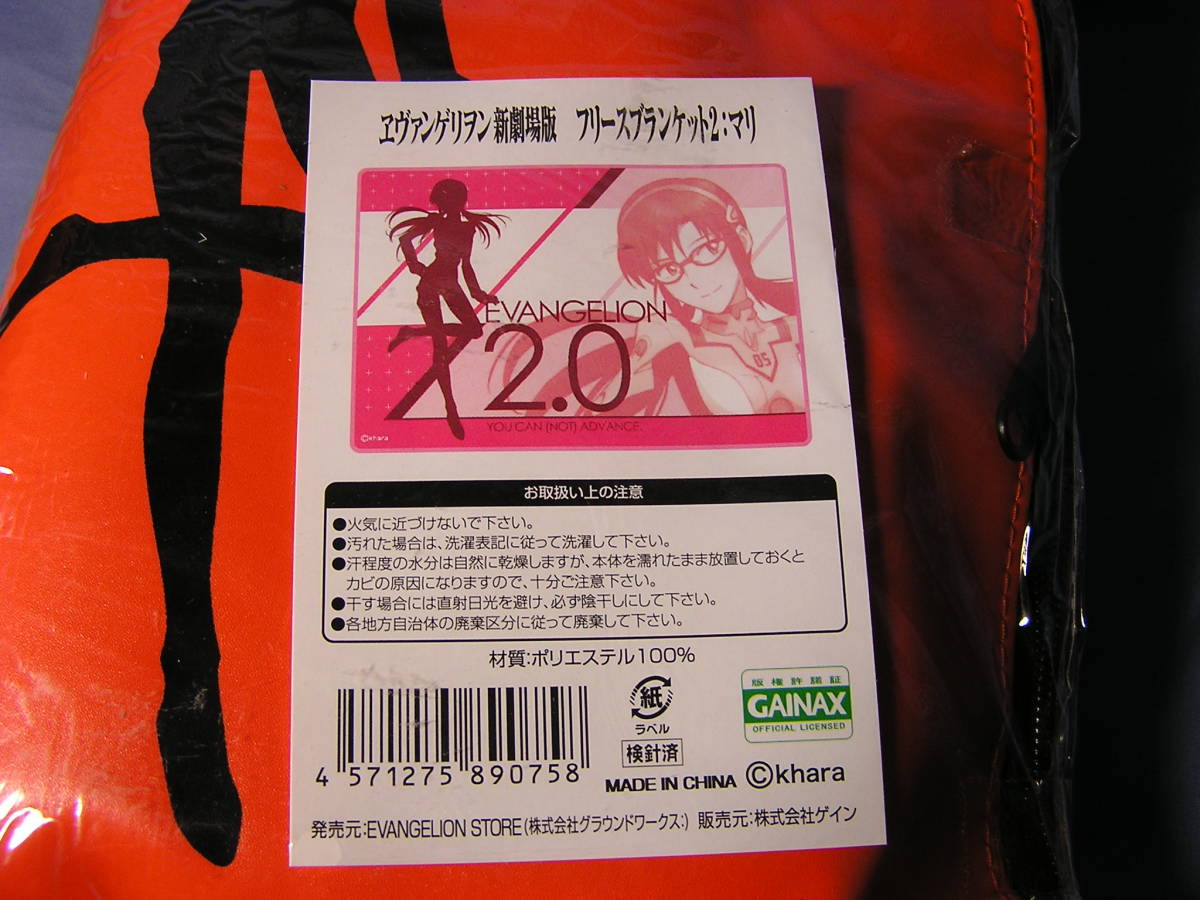 ヱヴァンゲリヲン新劇場版　フリースブランケット2:マリ
EVANGELION
2.0
YOU CAN (NOT) ADVANCE.
05
©khara
お取扱い上の注意
●火気に近づけないで下さい。
●汚れた場合は、洗濯表記に従って洗濯して下さい。
●汗程度の水分は自然に乾燥しますが、本体を濡れたまま放置しておくと
カビの原因になりますので、十分ご注意下さい。
●干す場合には直射日光を避け、必ず陰干しにして下さい。
●各地方自治体の廃棄区分に従って廃棄して下さい。
材質:ポリエステル100%
紙
ラベル
検針済
版権許諾証
GAINAX
OFFICIAL LICENSED
4 571275 890758
MADE IN CHINA ©khara
発売元:EVANGELION STORE(株式会社グラウンドワークス:) 販売元:株式会社ゲイン